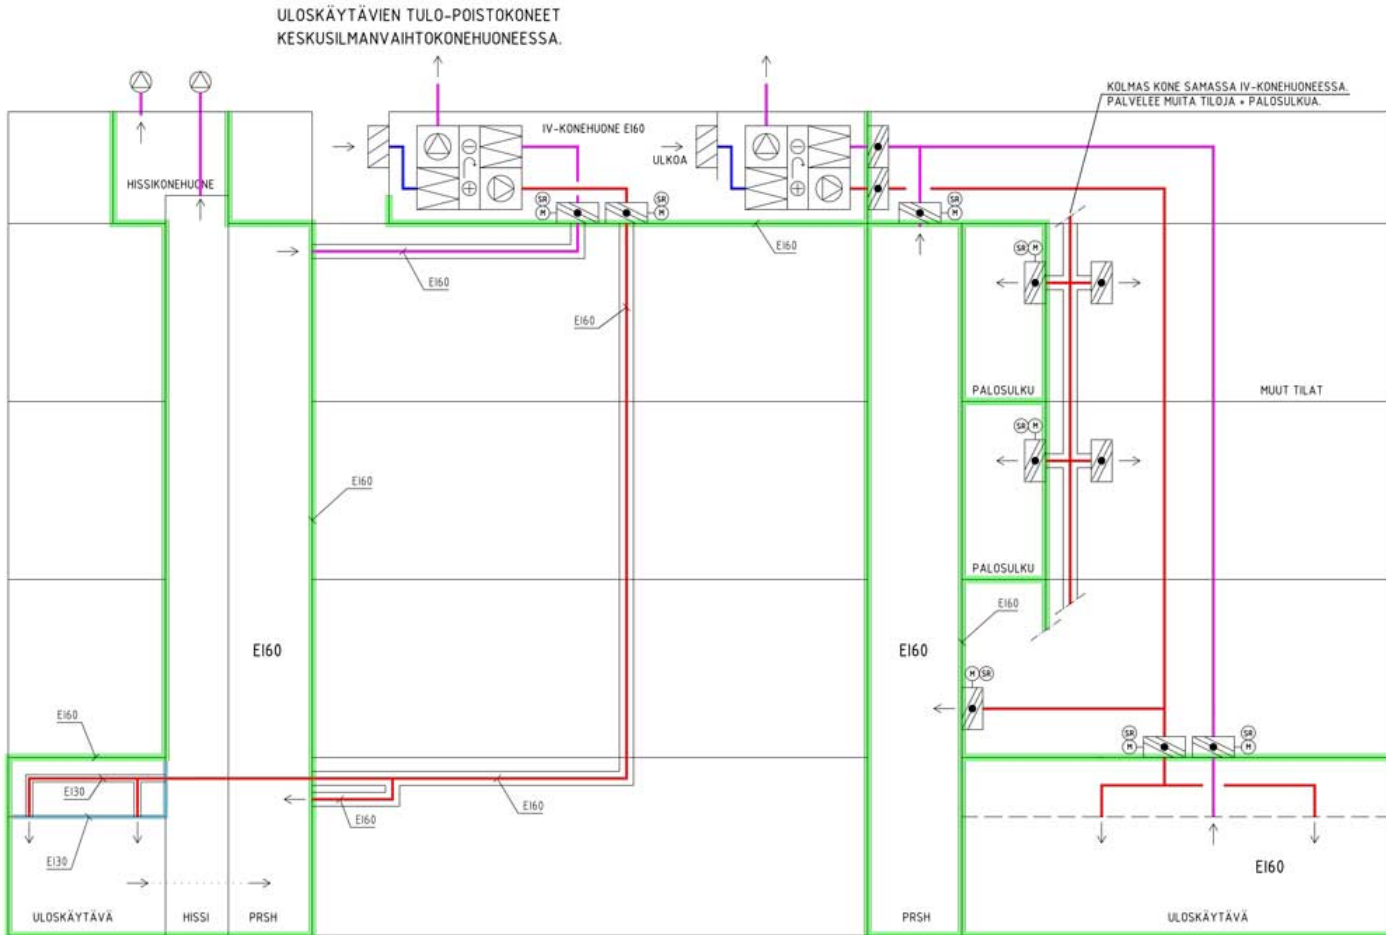 ULOSKÄYTÄVIEN TULO-POISTOKONEET
KESKUSILMANVAIHTOKONEHUONEESSA.
KOLMAS KONE SAMASSA IV-KONEHUONEESSA.
PALVELEE MUITA TILOJA + PALOSULKUA.
IV-KONEHUONE EI60
ULKOA
HISSIKONEHUONE
SR
M
SR
M
SR
M
EI60
SR M
EI60
EI60
PALOSULKU
MUUT TILAT
SR M
EI60
PALOSULKU
EI60
EI60
EI60
M SR
EI60
SR
M
SR
M
EI30
EI60
EI60
EI30
EI60
ULOSKÄYTÄVÄ
HISSI
PRSH
PRSH
ULOSKÄYTÄVÄ